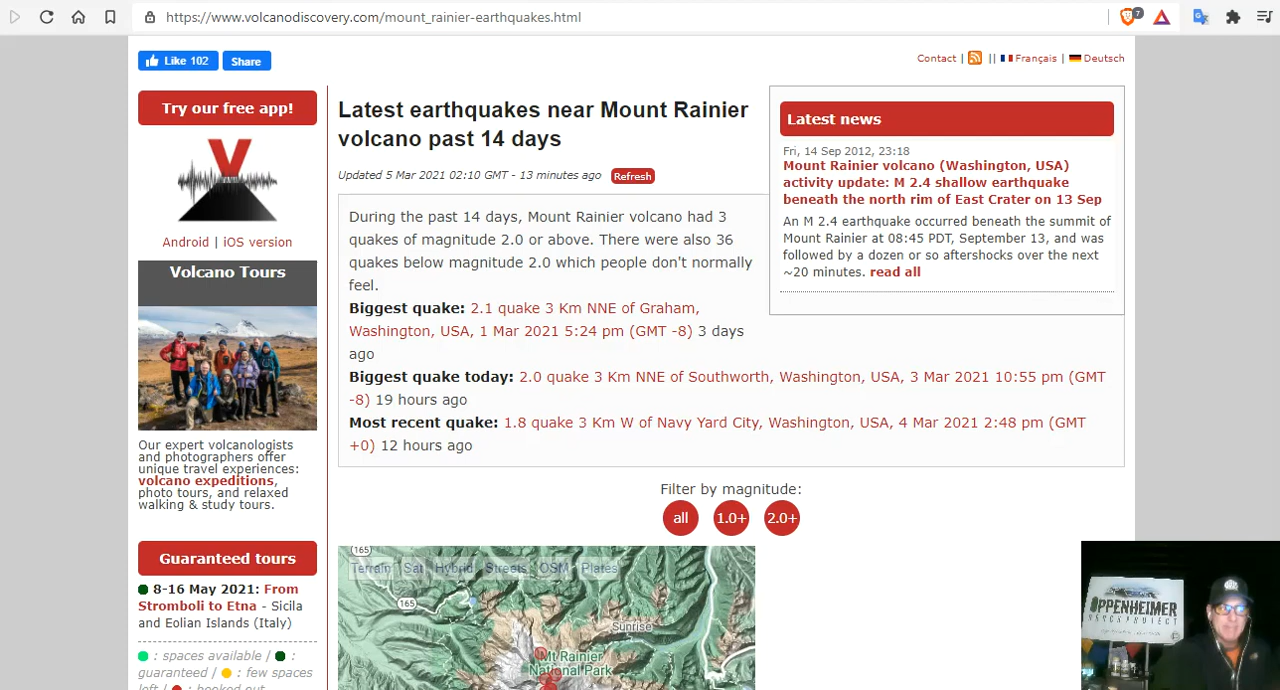 https://www.volcanodiscovery.com/mount_rainier-earthquakes.html
7
Like 102
Share
Contact | || Français | Deutsch
Try our free app!
Android | iOS version
Volcano Tours
Our expert volcanologists
and photographers offer
unique travel experiences:
volcano expeditions,
photo tours, and relaxed
walking & study tours.
Guaranteed tours
8-16 May 2021: From
Stromboli to Etna - Sicila
and Eolian Islands (Italy)
: spaces available / :
guaranteed / : few spaces
left / : booked out
Latest earthquakes near Mount Rainier
volcano past 14 days
Updated 5 Mar 2021 02:10 GMT - 13 minutes ago
Refresh
During the past 14 days, Mount Rainier volcano had 3
quakes of magnitude 2.0 or above. There were also 36
quakes below magnitude 2.0 which people don't normally
feel.
Biggest quake: 2.1 quake 3 Km NNE of Graham,
Washington, USA, 1 Mar 2021 5:24 pm (GMT -8) 3 days
ago
Biggest quake today: 2.0 quake 3 Km NNE of Southworth, Washington, USA, 3 Mar 2021 10:55 pm (GMT
-8) 19 hours ago
Most recent quake: 1.8 quake 3 Km W of Navy Yard City, Washington, USA, 4 Mar 2021 2:48 pm (GMT
+0) 12 hours ago
Latest news
Fri, 14 Sep 2012, 23:18
Mount Rainier volcano (Washington, USA)
activity update: M 2.4 shallow earthquake
beneath the north rim of East Crater on 13 Sep
An M 2.4 earthquake occurred beneath the summit of
Mount Rainier at 08:45 PDT, September 13, and was
followed by a dozen or so aftershocks over the next
~20 minutes. read all
Filter by magnitude:
all 1.0+ 2.0+
165
Terrain Sat Hybrid Streets OSM Plates
165
Sunrise
Mt Rainier
National Park
OPPENHEIMER
RANCH PROJECT